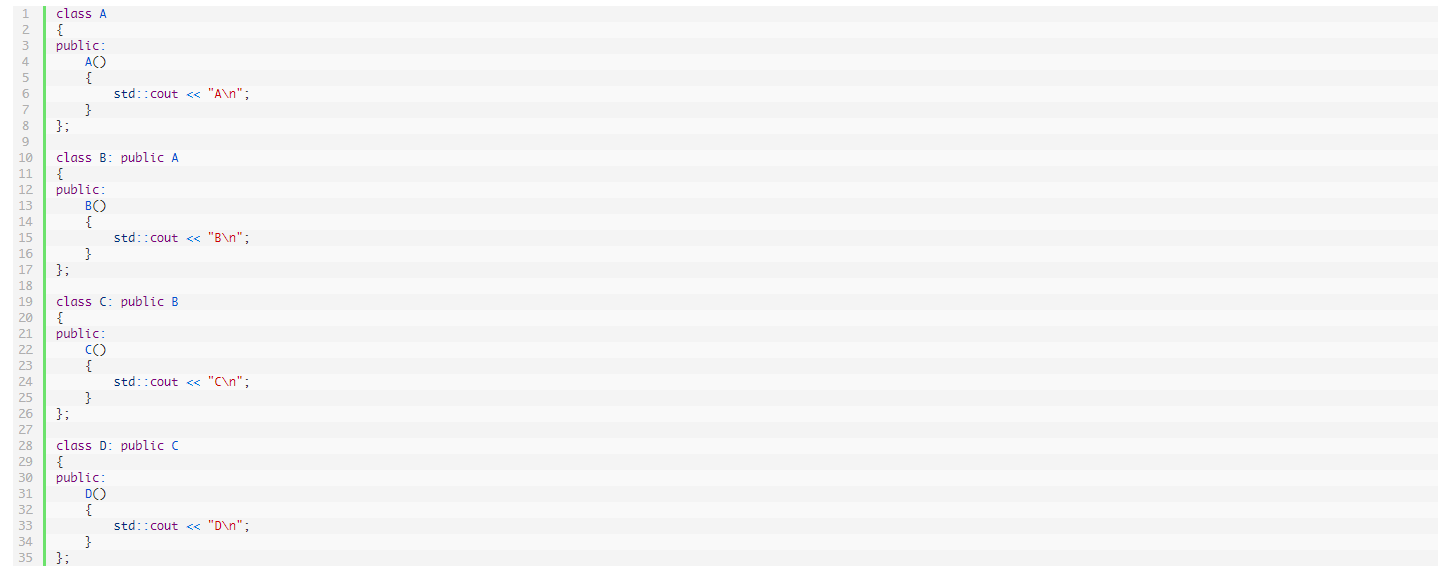 1 class A
2 {
3 public:
4     A()
5     {
6         std::cout << "A\n";
7     }
8 };
9
10 class B: public A
11 {
12 public:
13     B()
14     {
15         std::cout << "B\n";
16     }
17 };
18
19 class C: public B
20 {
21 public:
22     C()
23     {
24         std::cout << "C\n";
25     }
26 };
27
28 class D: public C
29 {
30 public:
31     D()
32     {
33         std::cout << "D\n";
34     }
35 };